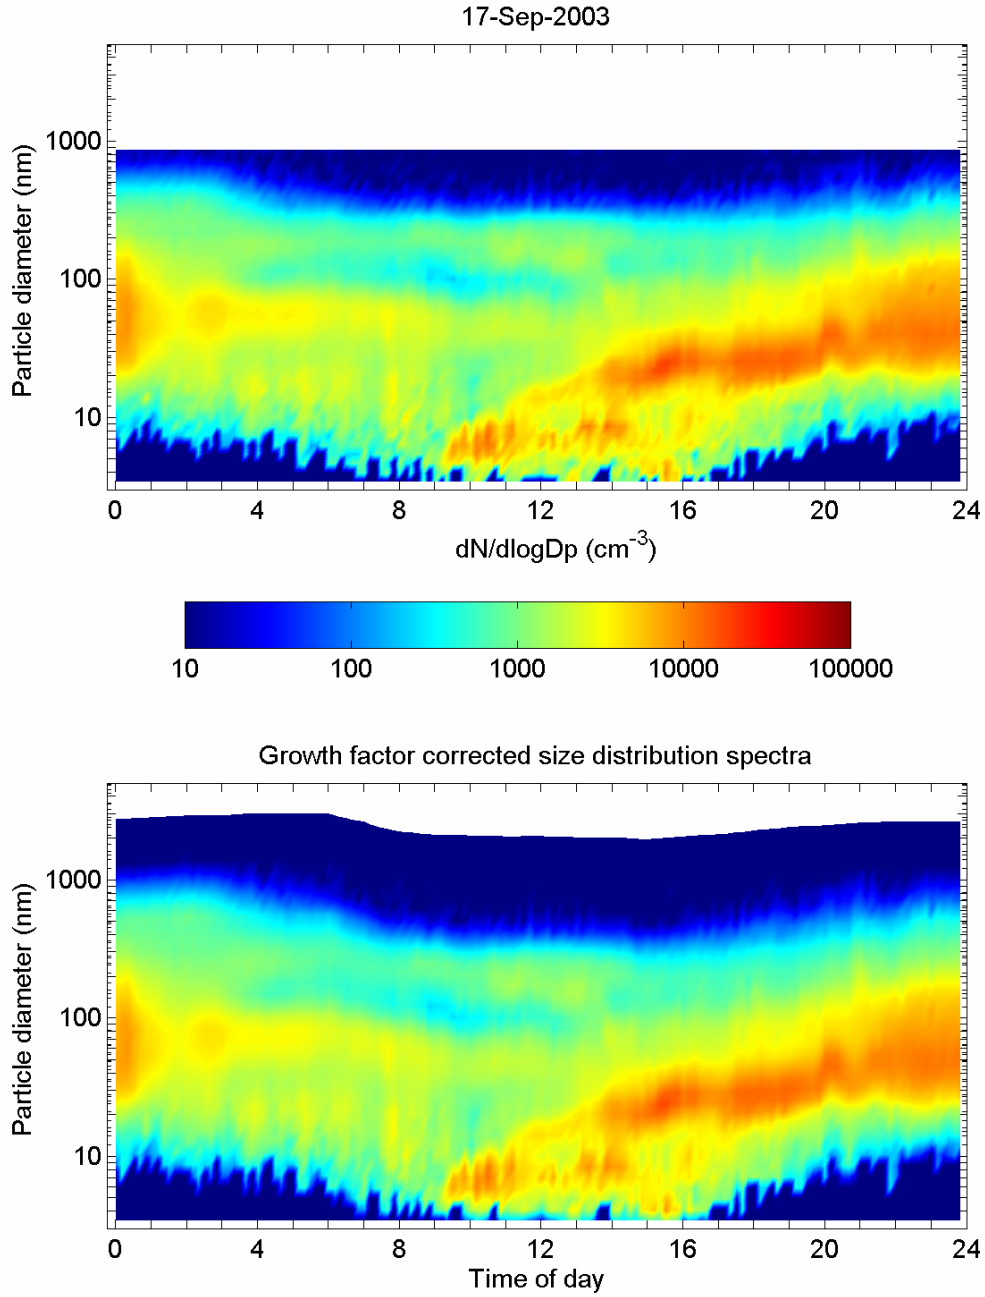 17-Sep-2003
Particle diameter (nm)
1000
100
10
0 4 8 12 16 20 24
dN/dlogDp (cm-3)
10 100 1000 10000 100000
Growth factor corrected size distribution spectra
Particle diameter (nm)
1000
100
10
0 4 8 12 16 20 24
Time of day